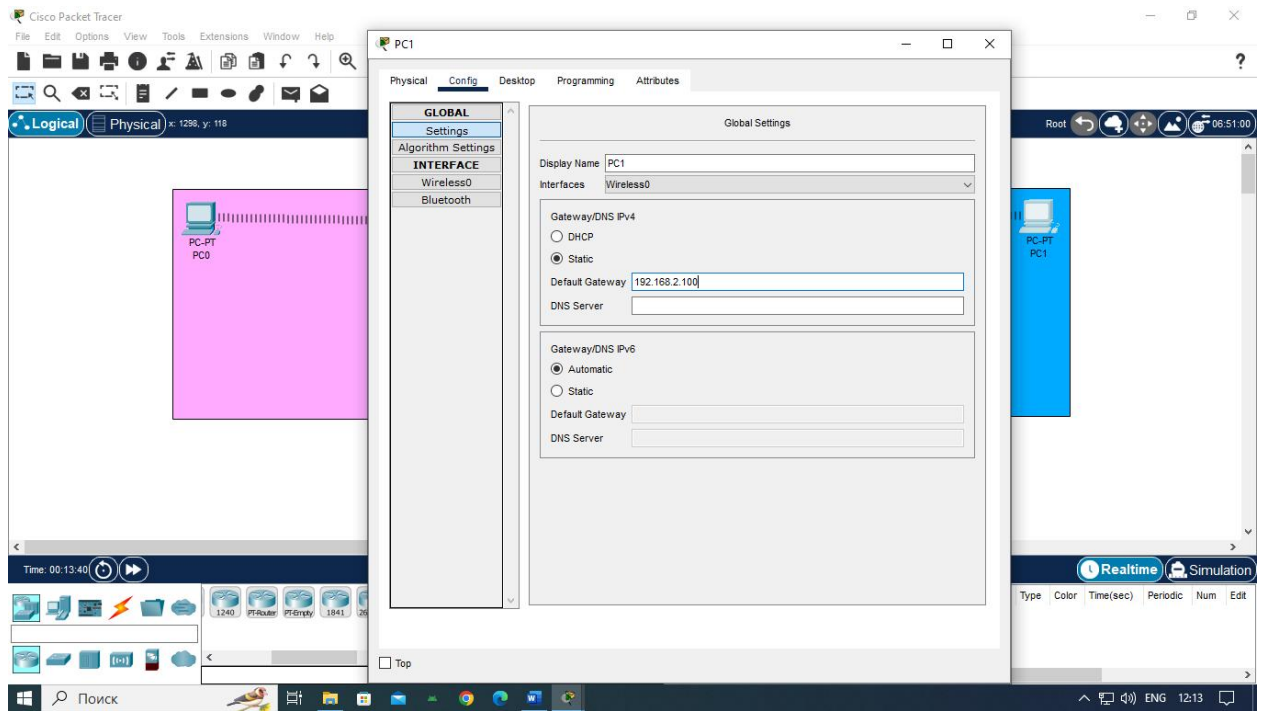 Cisco Packet Tracer
File Edit Options View Tools Extensions Window Help
Logical Physical x: 1298, y: 118
Root 06:51:00
PC-PT
PC0
PC-PT
PC1
PC1
Physical Config Desktop Programming Attributes
GLOBAL
Settings
Algorithm Settings
INTERFACE
Wireless0
Bluetooth
Global Settings
Display Name PC1
Interfaces Wireless0
Gateway/DNS IPv4
DHCP
Static
Default Gateway 192.168.2.100
DNS Server
Gateway/DNS IPv6
Automatic
Static
Default Gateway
DNS Server
Top
Time: 00:13:40
Realtime Simulation
1240 PT-Router PT-Empty 1841 26
Type Color Time(sec) Periodic Num Edit
Поиск
ENG 12:13